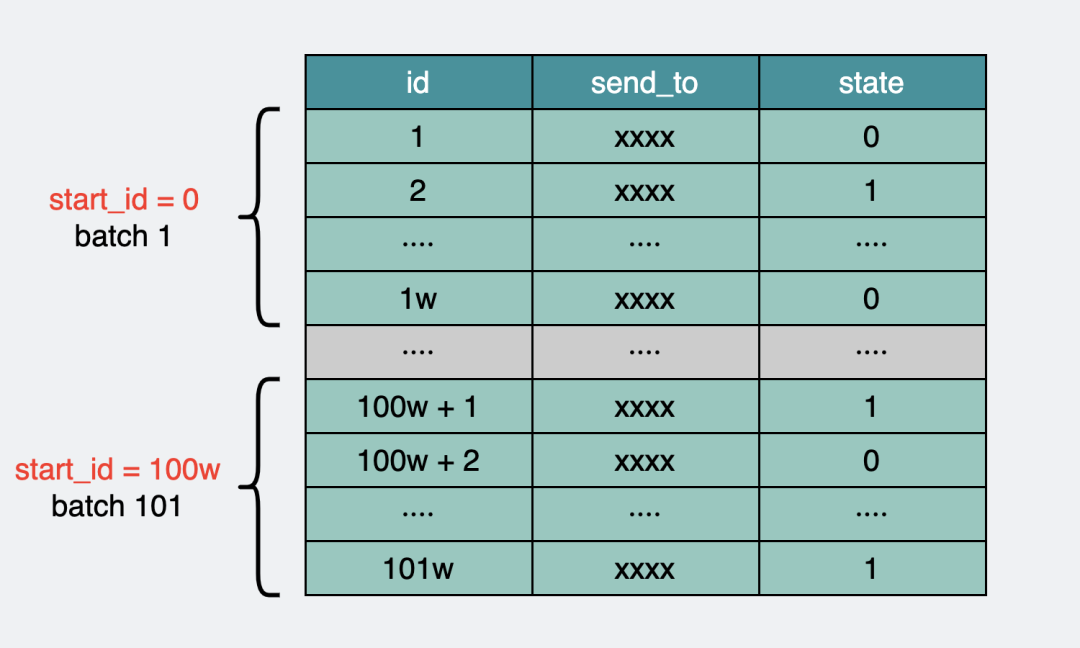 id send_to state
1 xxxx 0
2 xxxx 1
.... .... ....
1w xxxx 0
.... .... ....
100w + 1 xxxx 1
100w + 2 xxxx 0
.... .... ....
101w xxxx 1
start_id = 0
batch 1
start_id = 100w
batch 101